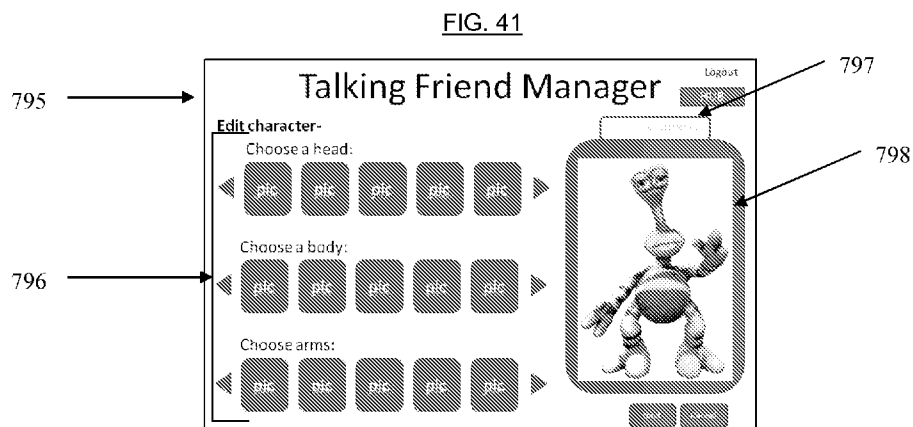 FIG. 41
Talking Friend Manager
Logout
797
795
Edit character-
Choose a head:
798
pic pic pic pic pic
Choose a body:
796
pic pic pic pic pic
Choose arms:
pic pic pic pic pic